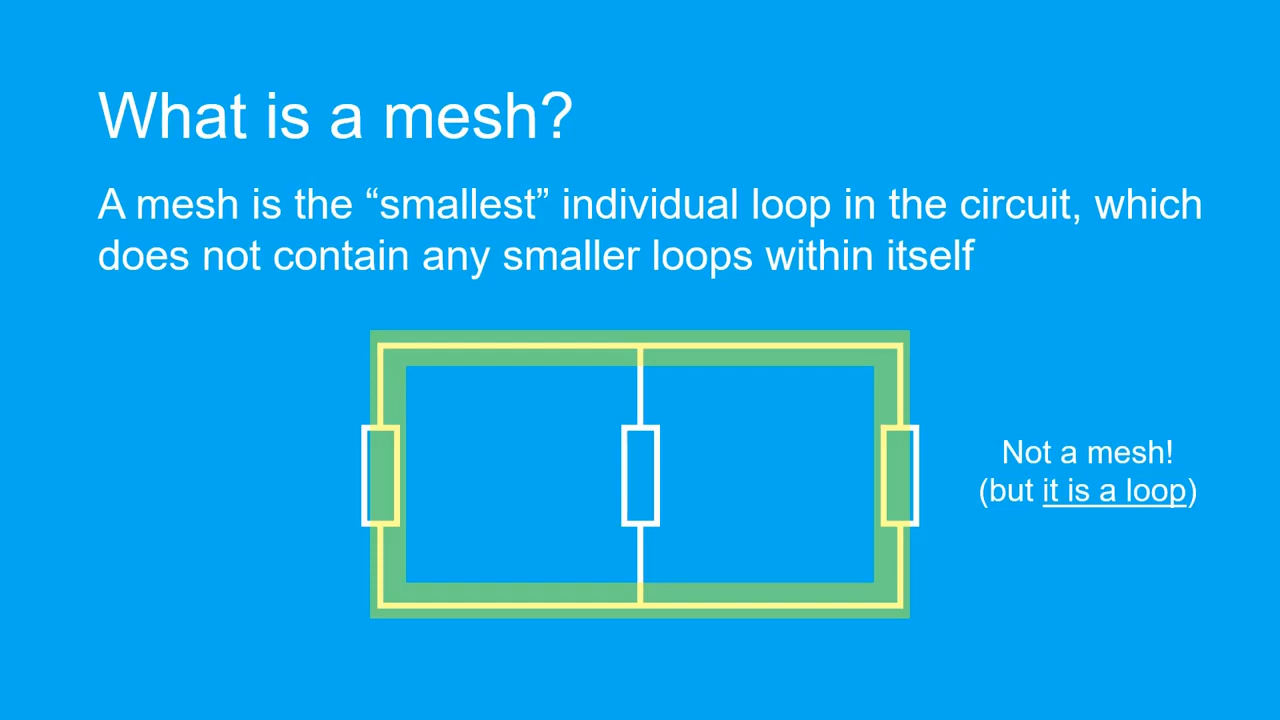 What is a mesh?
A mesh is the “smallest” individual loop in the circuit, which
does not contain any smaller loops within itself
Not a mesh!
(but it is a loop)